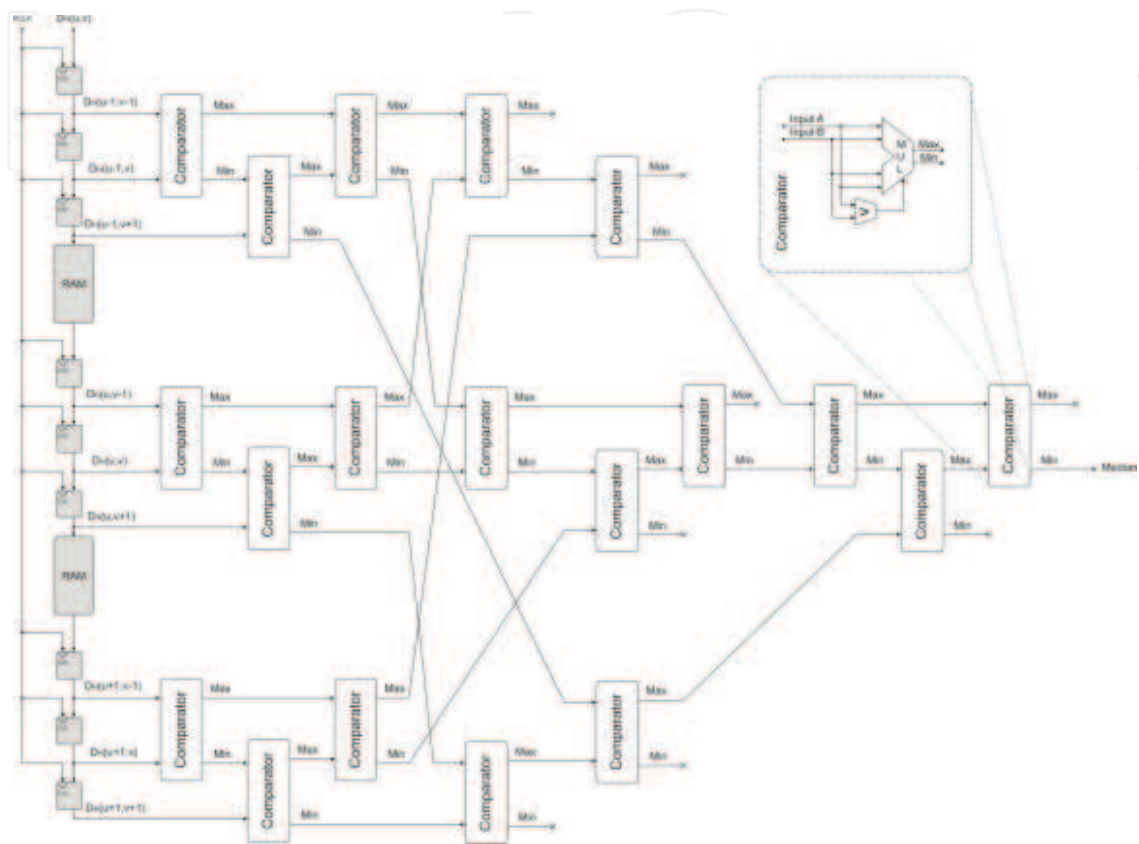 Dn(u,v)
Dn(u-1;v-1)
Max
Max
Max
Comparator
Comparator
Comparator
Input A
Input B
M
U
L
Max
Min
V
Comparator
Dn(u-1;v)
Min
Max
Min
Min
Max
Comparator
Comparator
Dn(u-1;v+1)
Min
Min
RAM
Dn(u;v-1)
Max
Max
Max
Max
Max
Max
Comparator
Comparator
Comparator
Comparator
Comparator
Comparator
Dn(u;v)
Min
Max
Min
Min
Max
Min
Min
Max
Min
Median
Comparator
Comparator
Comparator
Dn(u;v+1)
Min
Min
Min
RAM
Dn(u+1;v-1)
Max
Max
Max
Comparator
Comparator
Comparator
Dn(u+1;v)
Min
Max
Min
Max
Min
Comparator
Comparator
Dn(u+1;v+1)
Min
Min